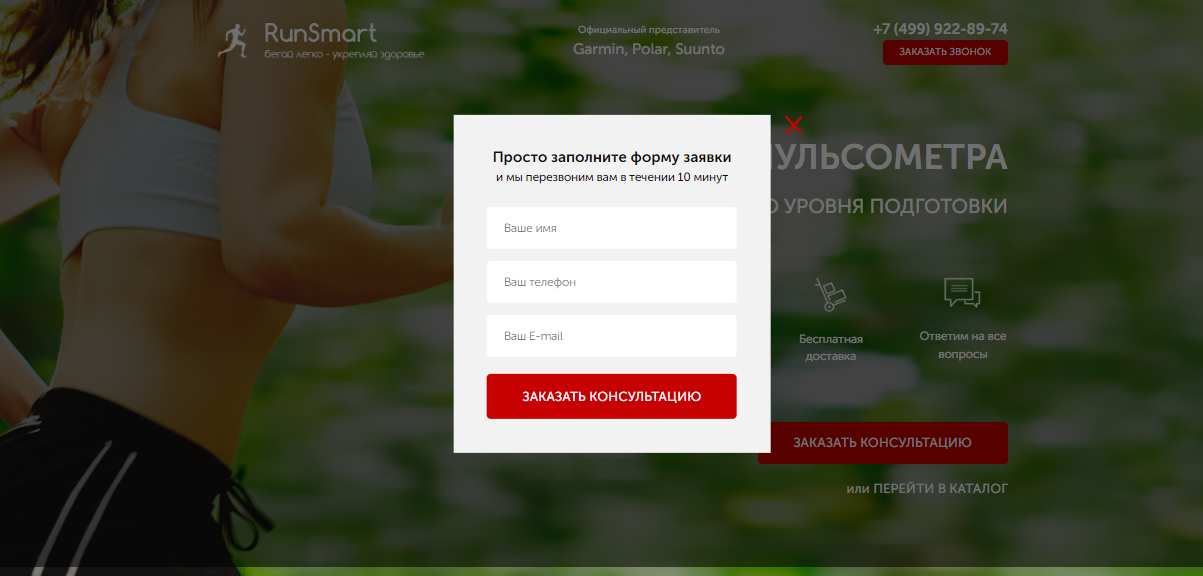 RunSmart
бегай легко - укрепляй здоровье
Официальный представитель
Garmin, Polar, Suunto
+7 (499) 922-89-74
ЗАКАЗАТЬ ЗВОНОК
Просто заполните форму заявки
и мы перезвоним вам в течении 10 минут
Ваше имя
Ваш телефон
Ваш E-mail
ЗАКАЗАТЬ КОНСУЛЬТАЦИЮ
УЛЬСОМЕТРА
УРОВНЯ ПОДГОТОВКИ
Бесплатная
доставка
Ответим на все
вопросы
ЗАКАЗАТЬ КОНСУЛЬТАЦИЮ
или ПЕРЕЙТИ В КАТАЛОГ